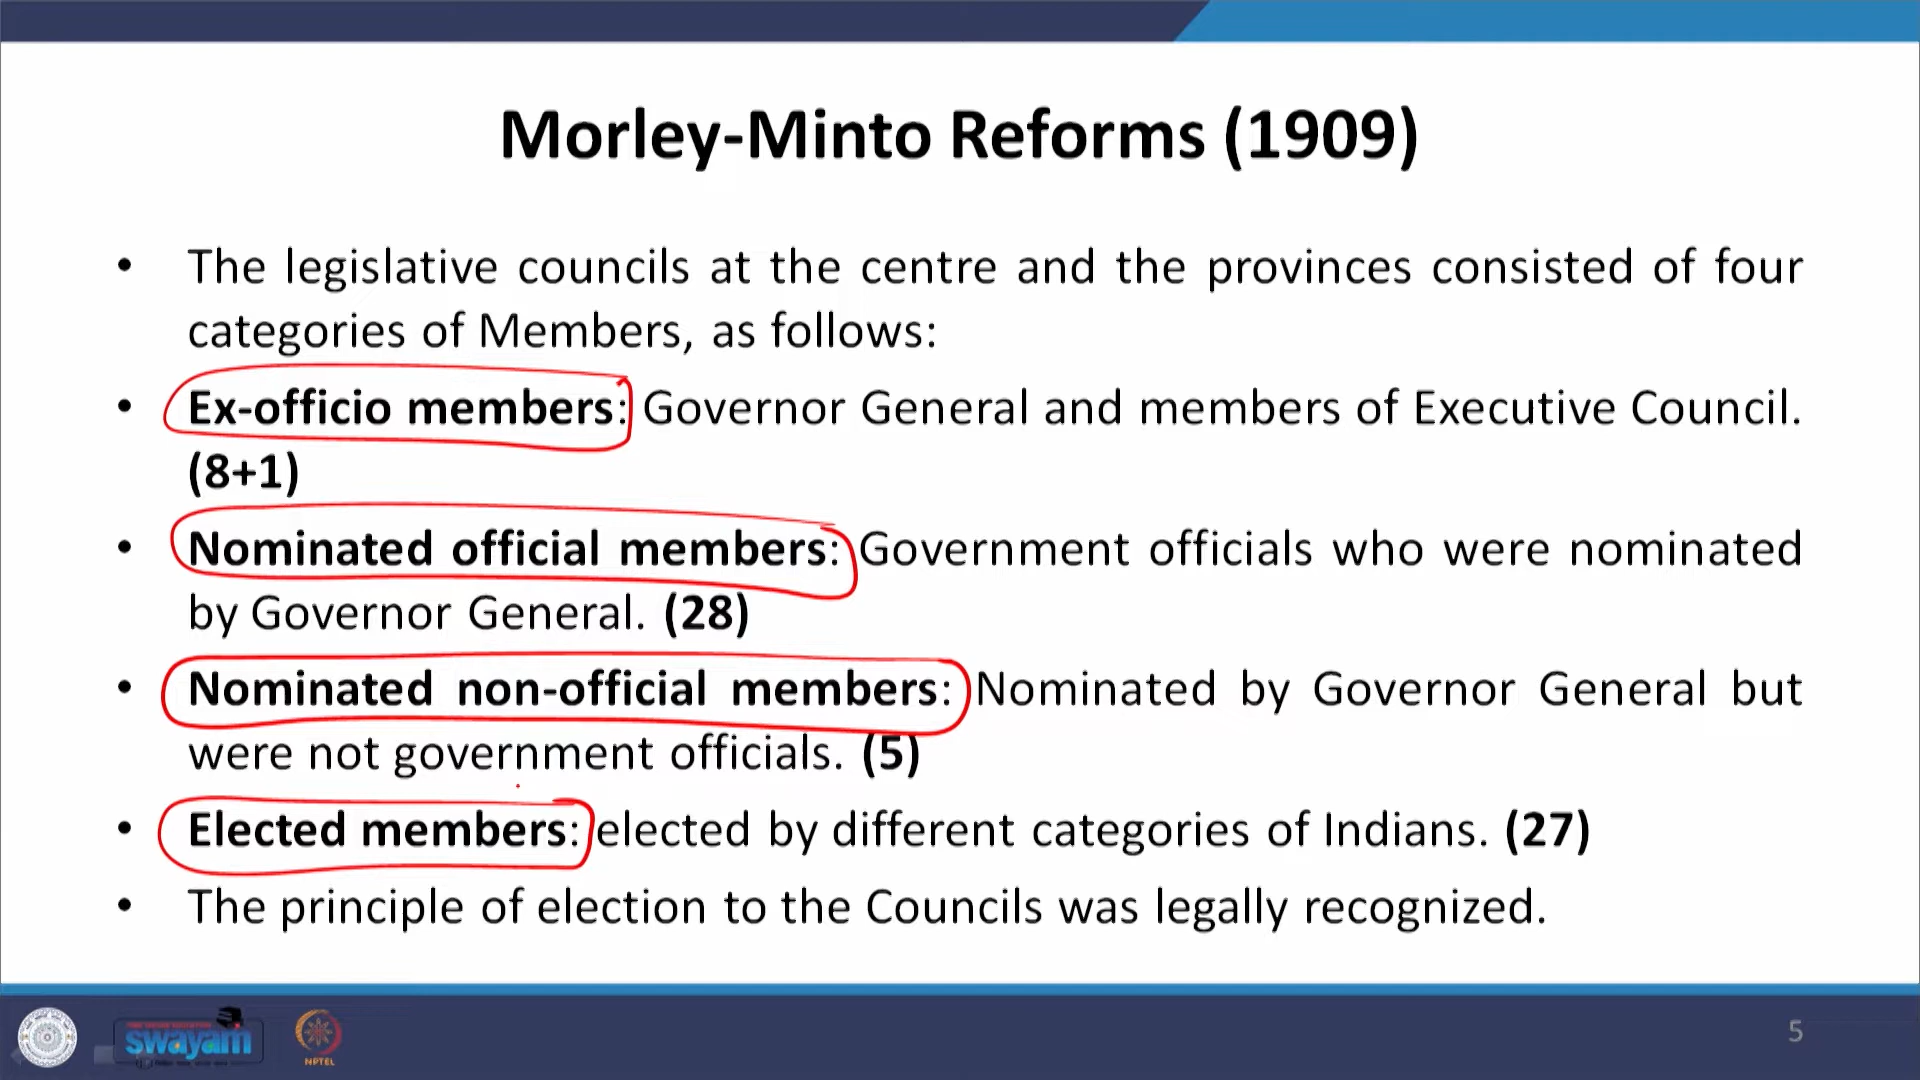 Morley-Minto Reforms (1909)
• The legislative councils at the centre and the provinces consisted of four
categories of Members, as follows:
• Ex-officio members: Governor General and members of Executive Council.
(8+1)
• Nominated official members: Government officials who were nominated
by Governor General. (28)
• Nominated non-official members: Nominated by Governor General but
were not government officials. (5)
• Elected members: elected by different categories of Indians. (27)
• The principle of election to the Councils was legally recognized.
swayam
NPTEL
5